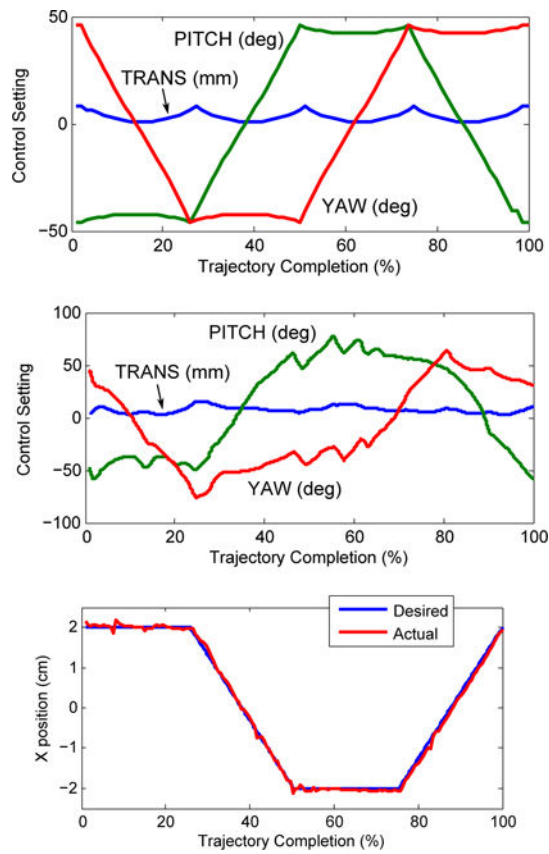 50
PITCH (deg)
TRANS (mm)
Control Setting
0
YAW (deg)
−50
0 20 40 60 80 100
Trajectory Completion (%)
100
PITCH (deg)
50
TRANS (mm)
Control Setting
0
−50
YAW (deg)
−100
0 20 40 60 80 100
Trajectory Completion (%)
Desired
Actual
2
1
X position (cm)
0
−1
−2
0 20 40 60 80 100
Trajectory Completion (%)